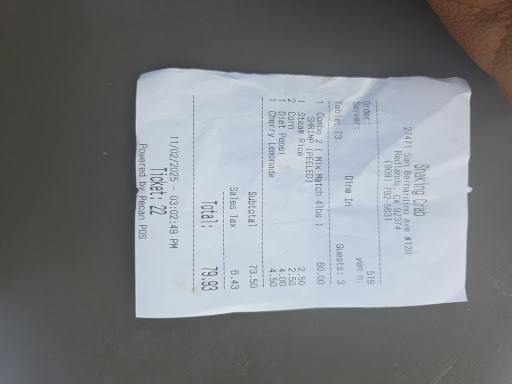 Shaking Crab
27471 San Bernardino Ave #120
Redlands, CA 92374
(909) 792-5631
Order: 519
Server: yen n.
Dine In
Table: 13 Guests: 3
1 Combo 2 ( Mix Match 4lbs ) 60.00
SHRIMP (PEELED)
1 Steam Rice 2.50
2 Corn 2.50
1 Diet Pepsi 4.00
1 Cherry Lemonade 4.50
Subtotal 73.50
Sales Tax 6.43
Total: 79.93
11/02/2025 - 03:02:49 PM
Ticket: 22
Powered by Pecan POS